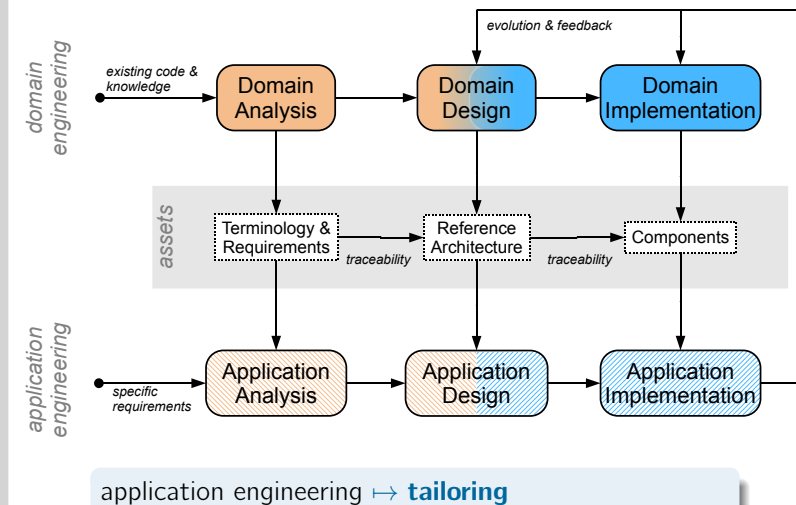 evolution & feedback
domain
engineering
existing code &
knowledge
Domain
Analysis
Domain
Design
Domain
Implementation
assets
Terminology &
Requirements
traceability
Reference
Architecture
traceability
Components
application
engineering
specific
requirements
Application
Analysis
Application
Design
Application
Implementation
application engineering ↦ tailoring